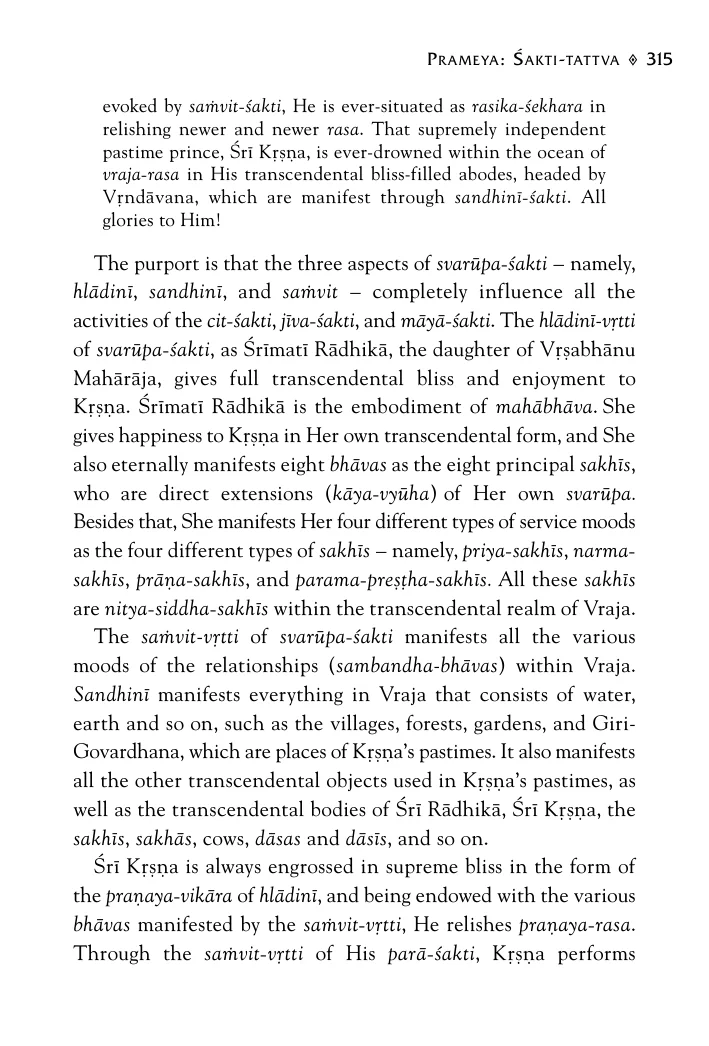 Prameya: Śakti-tattva ◈ 315
evoked by saṁvit-śakti, He is ever-situated as rasika-śekhara in
relishing newer and newer rasa. That supremely independent
pastime prince, Śrī Kṛṣṇa, is ever-drowned within the ocean of
vraja-rasa in His transcendental bliss-filled abodes, headed by
Vṛndāvana, which are manifest through sandhinī-śakti. All
glories to Him!
The purport is that the three aspects of svarūpa-śakti – namely,
hlādinī, sandhinī, and saṁvit – completely influence all the
activities of the cit-śakti, jīva-śakti, and māyā-śakti. The hlādinī-vṛtti
of svarūpa-śakti, as Śrīmatī Rādhikā, the daughter of Vṛṣabhānu
Mahārāja, gives full transcendental bliss and enjoyment to
Kṛṣṇa. Śrīmatī Rādhikā is the embodiment of mahābhāva. She
gives happiness to Kṛṣṇa in Her own transcendental form, and She
also eternally manifests eight bhāvas as the eight principal sakhīs,
who are direct extensions (kāya-vyūha) of Her own svarūpa.
Besides that, She manifests Her four different types of service moods
as the four different types of sakhīs – namely, priya-sakhīs, narma-
sakhīs, prāṇa-sakhīs, and parama-preṣṭha-sakhīs. All these sakhīs
are nitya-siddha-sakhīs within the transcendental realm of Vraja.
The saṁvit-vṛtti of svarūpa-śakti manifests all the various
moods of the relationships (sambandha-bhāvas) within Vraja.
Sandhinī manifests everything in Vraja that consists of water,
earth and so on, such as the villages, forests, gardens, and Giri-
Govardhana, which are places of Kṛṣṇa’s pastimes. It also manifests
all the other transcendental objects used in Kṛṣṇa’s pastimes, as
well as the transcendental bodies of Śrī Rādhikā, Śrī Kṛṣṇa, the
sakhīs, sakhās, cows, dāsas and dāsīs, and so on.
Śrī Kṛṣṇa is always engrossed in supreme bliss in the form of
the praṇaya-vikāra of hlādinī, and being endowed with the various
bhāvas manifested by the saṁvit-vṛtti, He relishes praṇaya-rasa.
Through the saṁvit-vṛtti of His parā-śakti, Kṛṣṇa performs